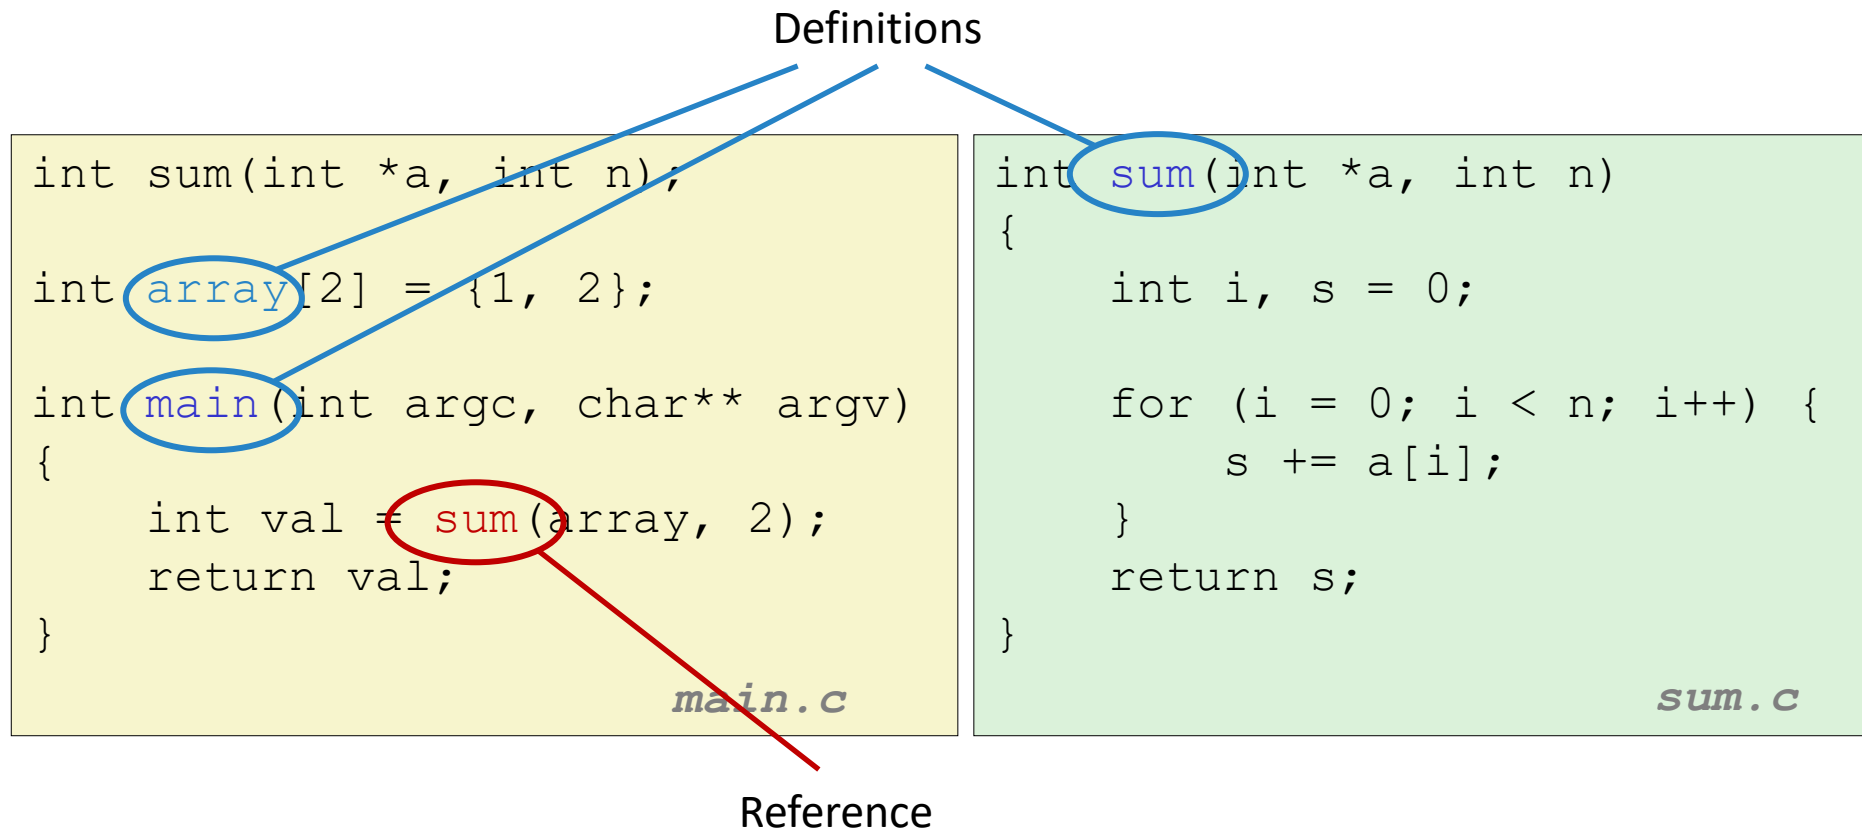 Definitions
int sum(int *a, int n);
int array[2] = {1, 2};
int main(int argc, char** argv)
{
    int val = sum(array, 2);
    return val;
}
main.c
int sum(int *a, int n)
{
    int i, s = 0;
    for (i = 0; i < n; i++) {
        s += a[i];
    }
    return s;
}
sum.c
Reference